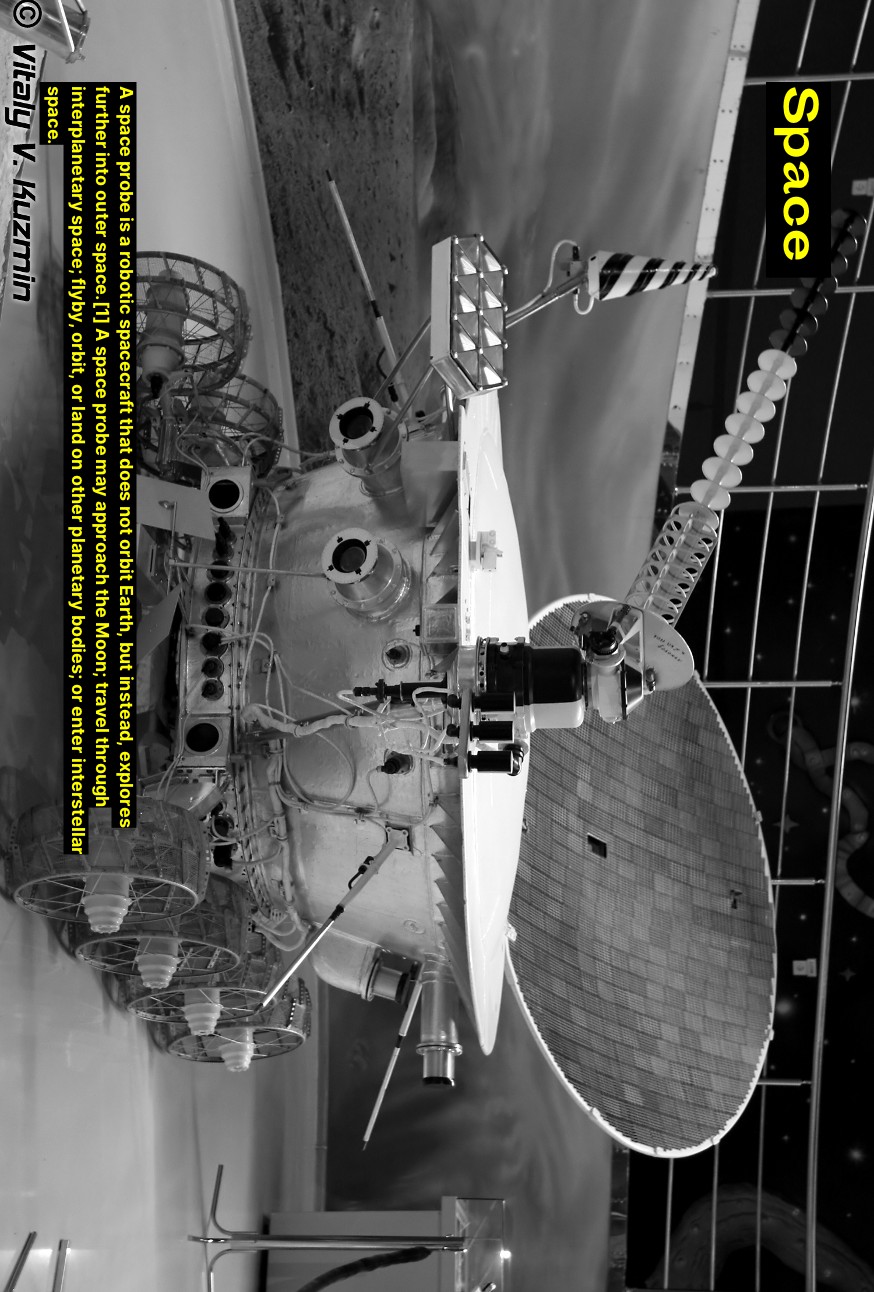 Space
A space probe is a robotic spacecraft that does not orbit Earth, but instead, explores
further into outer space.[1] A space probe may approach the Moon; travel through
interplanetary space; flyby, orbit, or land on other planetary bodies; or enter interstellar
space.
© Vitaly V. Kuzmin